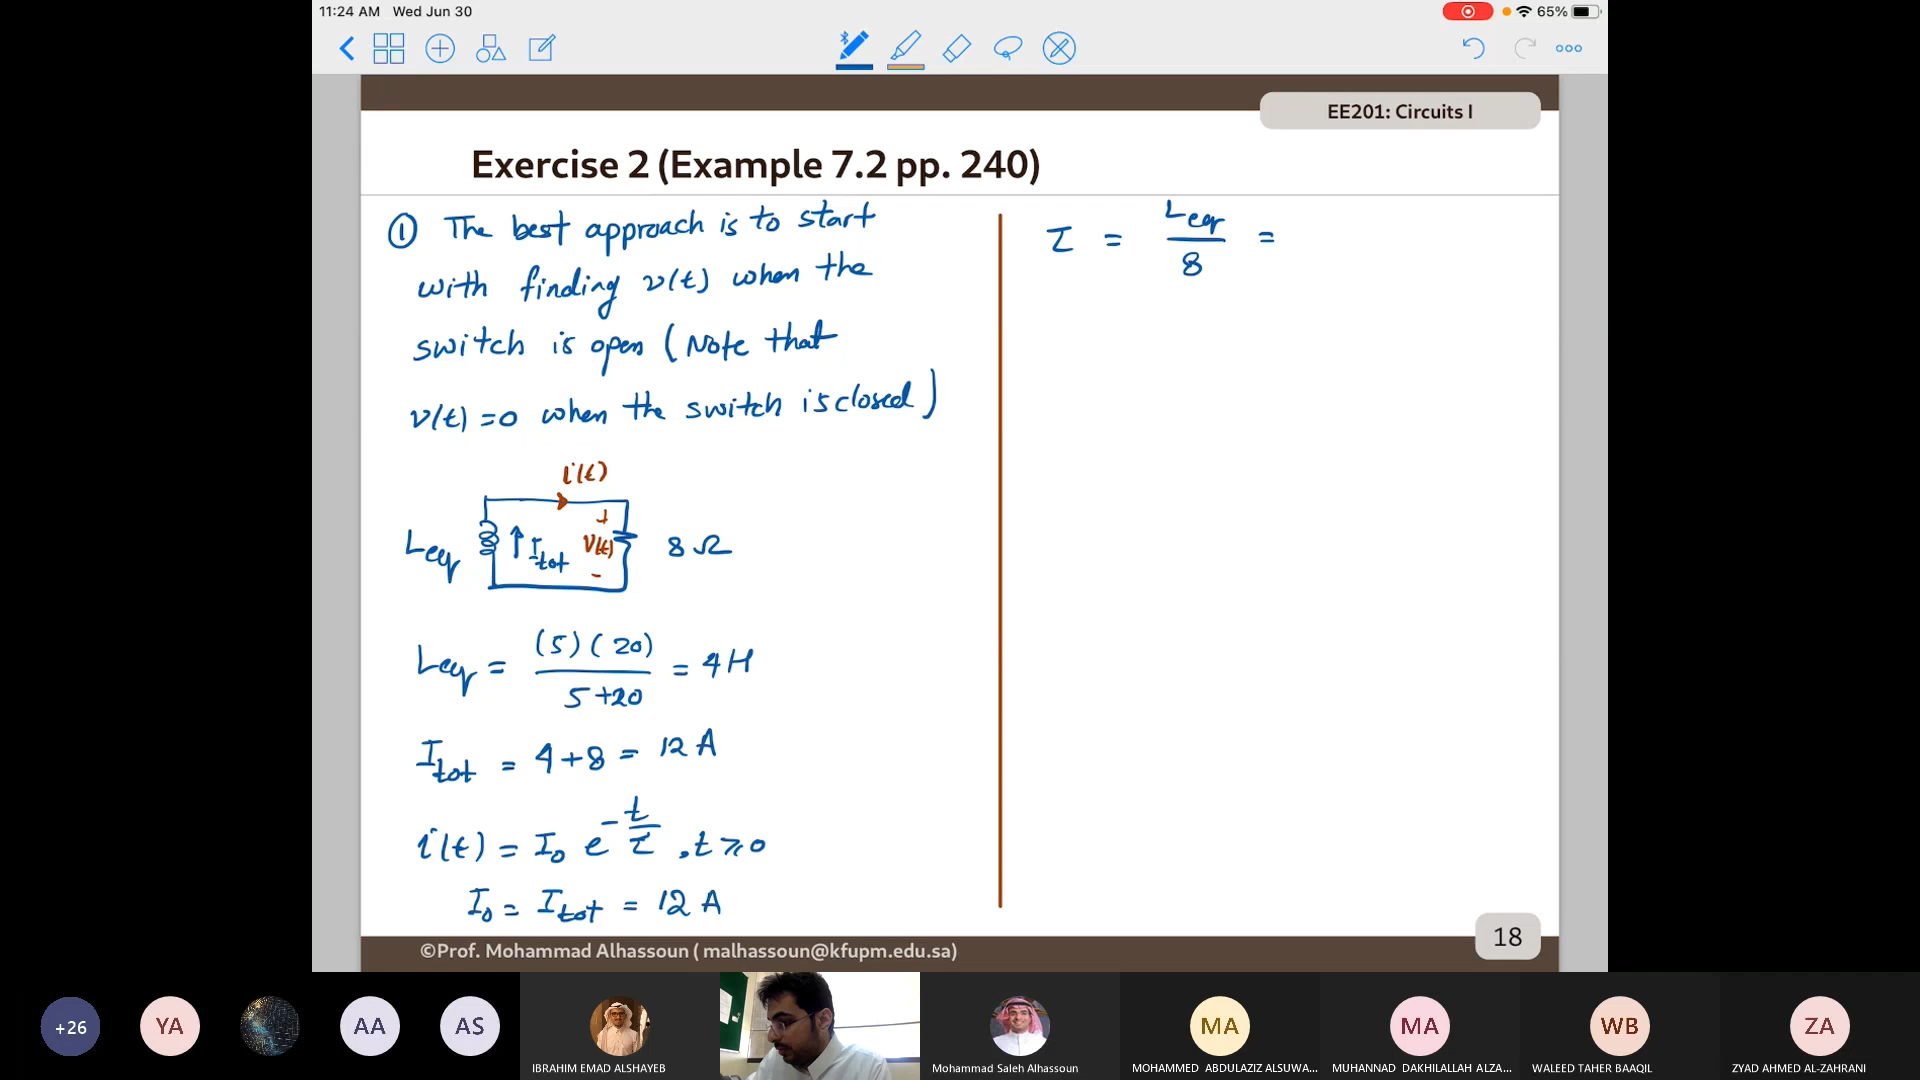 11:24 AM Wed Jun 30
65%
EE201: Circuits I
Exercise 2 (Example 7.2 pp. 240)
① The best approach is to start
with finding v(t) when the
switch is open (Note that
v(t) = 0 when the switch is closed)
i(t)
+
Leq ↑ Itot v(t) 8 Ω
-
Leq = (5)(20) / 5+20 = 4 H
Itot = 4+8 = 12 A
i(t) = I₀ e^(-t/τ) , t ≥ 0
I₀ = Itot = 12 A
τ = Leq / 8 =
©Prof. Mohammad Alhassoun ( malhassoun@kfupm.edu.sa)
18
+26
YA
AA
AS
IBRAHIM EMAD ALSHAYEB
Mohammad Saleh Alhassoun
MA
MOHAMMED ABDULAZIZ ALSUWA...
MA
MUHANNAD DAKHILALLAH ALZA...
WB
WALEED TAHER BAAQIL
ZA
ZYAD AHMED AL-ZAHRANI